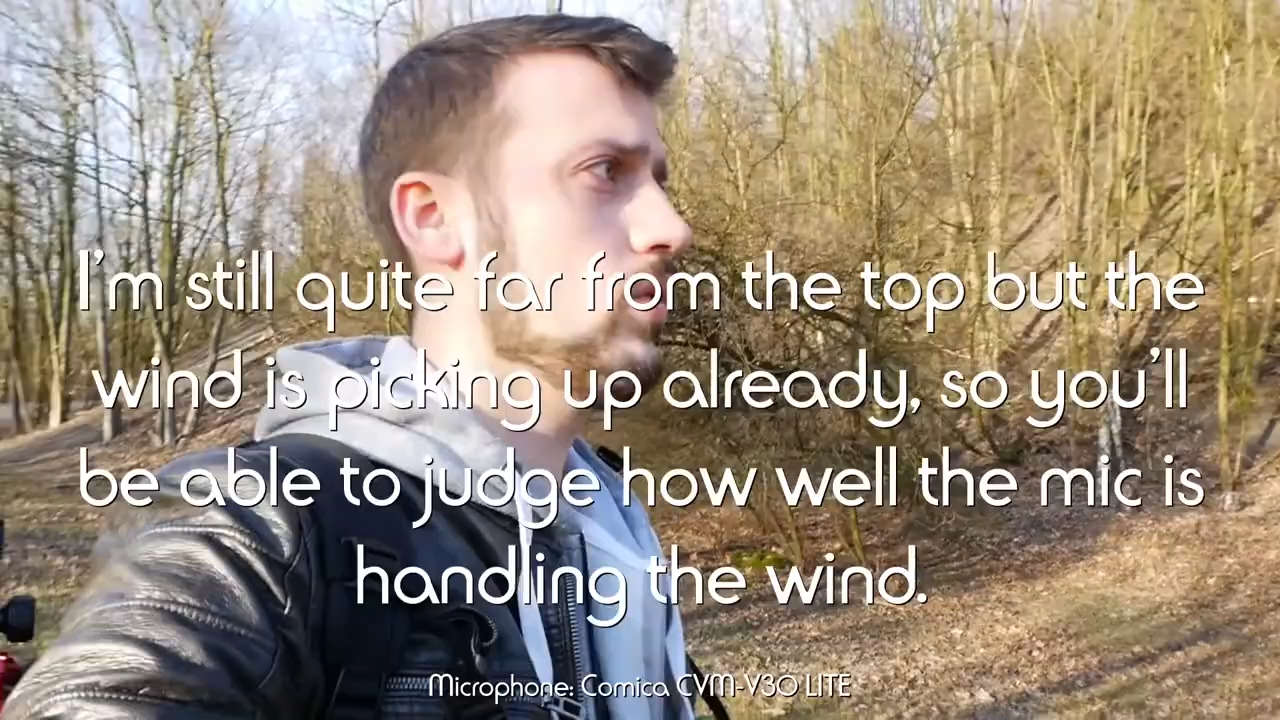 I'm still quite far from the top but the
wind is picking up already, so you'll
be able to judge how well the mic is
handling the wind.
Microphone: Comica CVM-V30 LITE